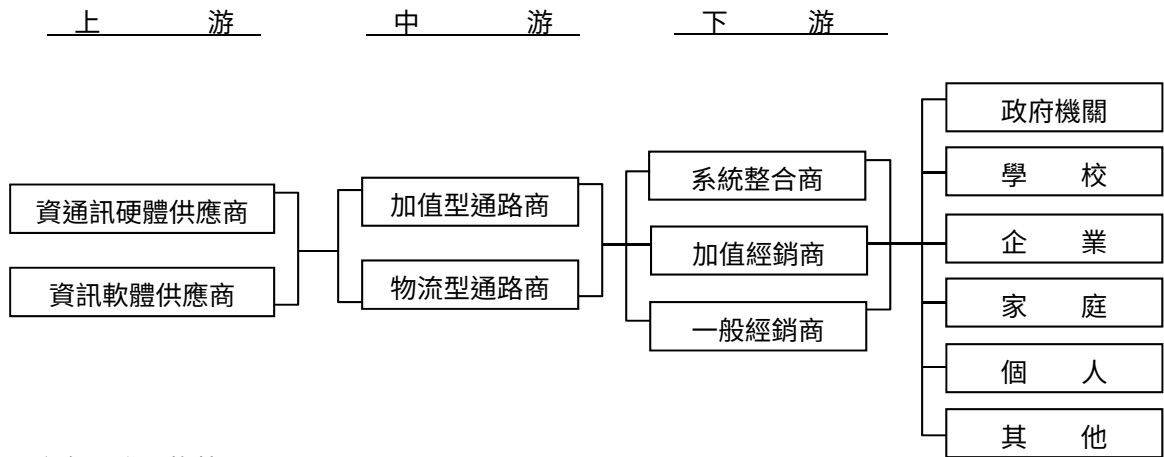 上 游
中 游
下 游
資通訊硬體供應商
資訊軟體供應商
加值型通路商
物流型通路商
系統整合商
加值經銷商
一般經銷商
政府機關
學 校
企 業
家 庭
個 人
其 他